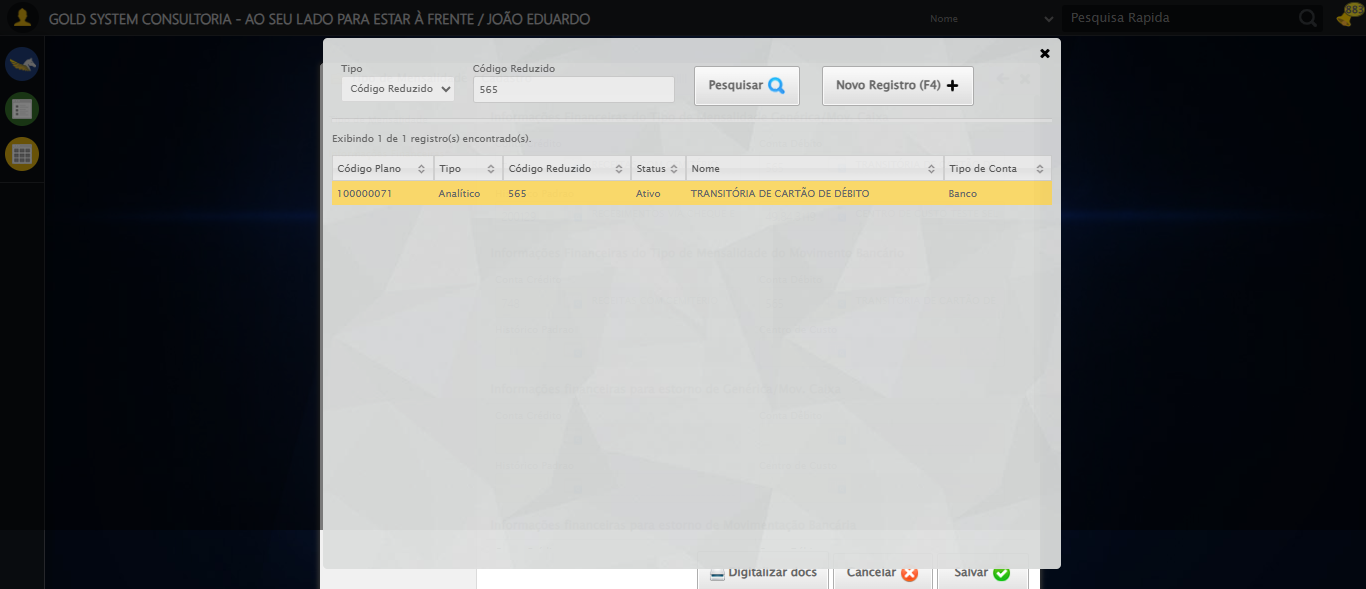 GOLD SYSTEM CONSULTORIA - AO SEU LADO PARA ESTAR À FRENTE / JOÃO EDUARDO
Nome
Pesquisa Rapida
883
Tipo
Código Reduzido
Código Reduzido
565
Pesquisar
Novo Registro (F4)
Exibindo 1 de 1 registro(s) encontrado(s).
Código Plano Tipo Código Reduzido Status Nome Tipo de Conta
100000071 Analítico 565 Ativo TRANSITÓRIA DE CARTÃO DE DÉBITO Banco
Digitalizar docs Cancelar Salvar